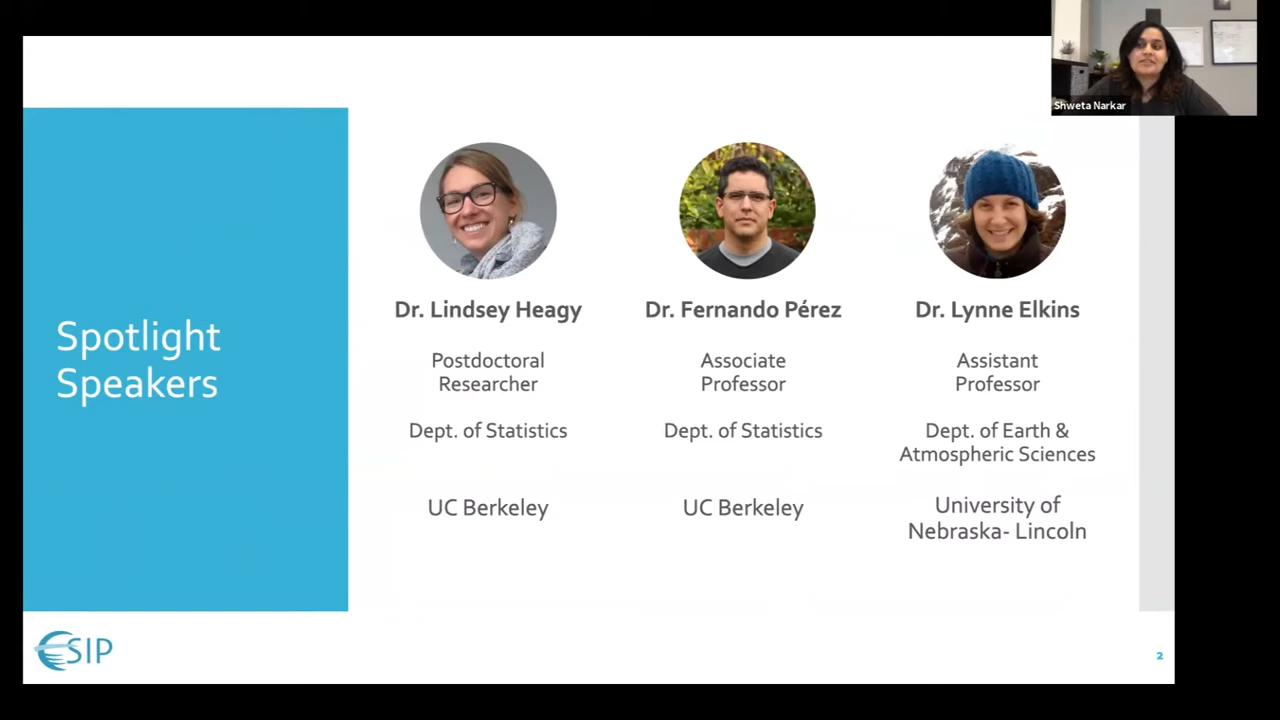 Shweta Narkar
Spotlight
Speakers
Dr. Lindsey Heagy
Postdoctoral
Researcher
Dept. of Statistics
UC Berkeley
Dr. Fernando Pérez
Associate
Professor
Dept. of Statistics
UC Berkeley
Dr. Lynne Elkins
Assistant
Professor
Dept. of Earth &
Atmospheric Sciences
University of
Nebraska- Lincoln
ESIP
2